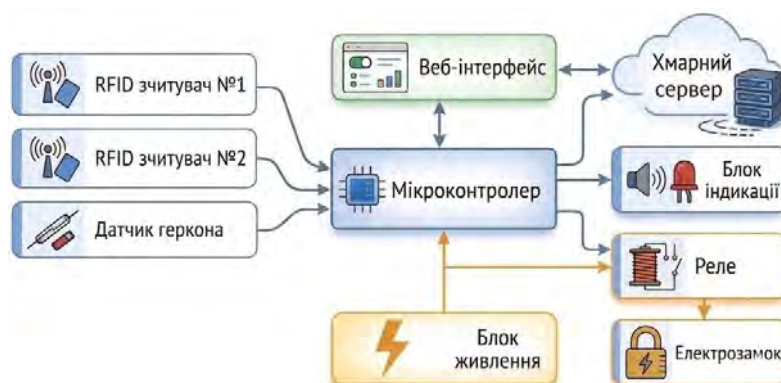 RFID зчитувач №1
RFID зчитувач №2
Датчик геркона
Веб-інтерфейс
Мікроконтролер
Блок
живлення
Хмарний
сервер
Блок
індикації
Реле
Електрозамок